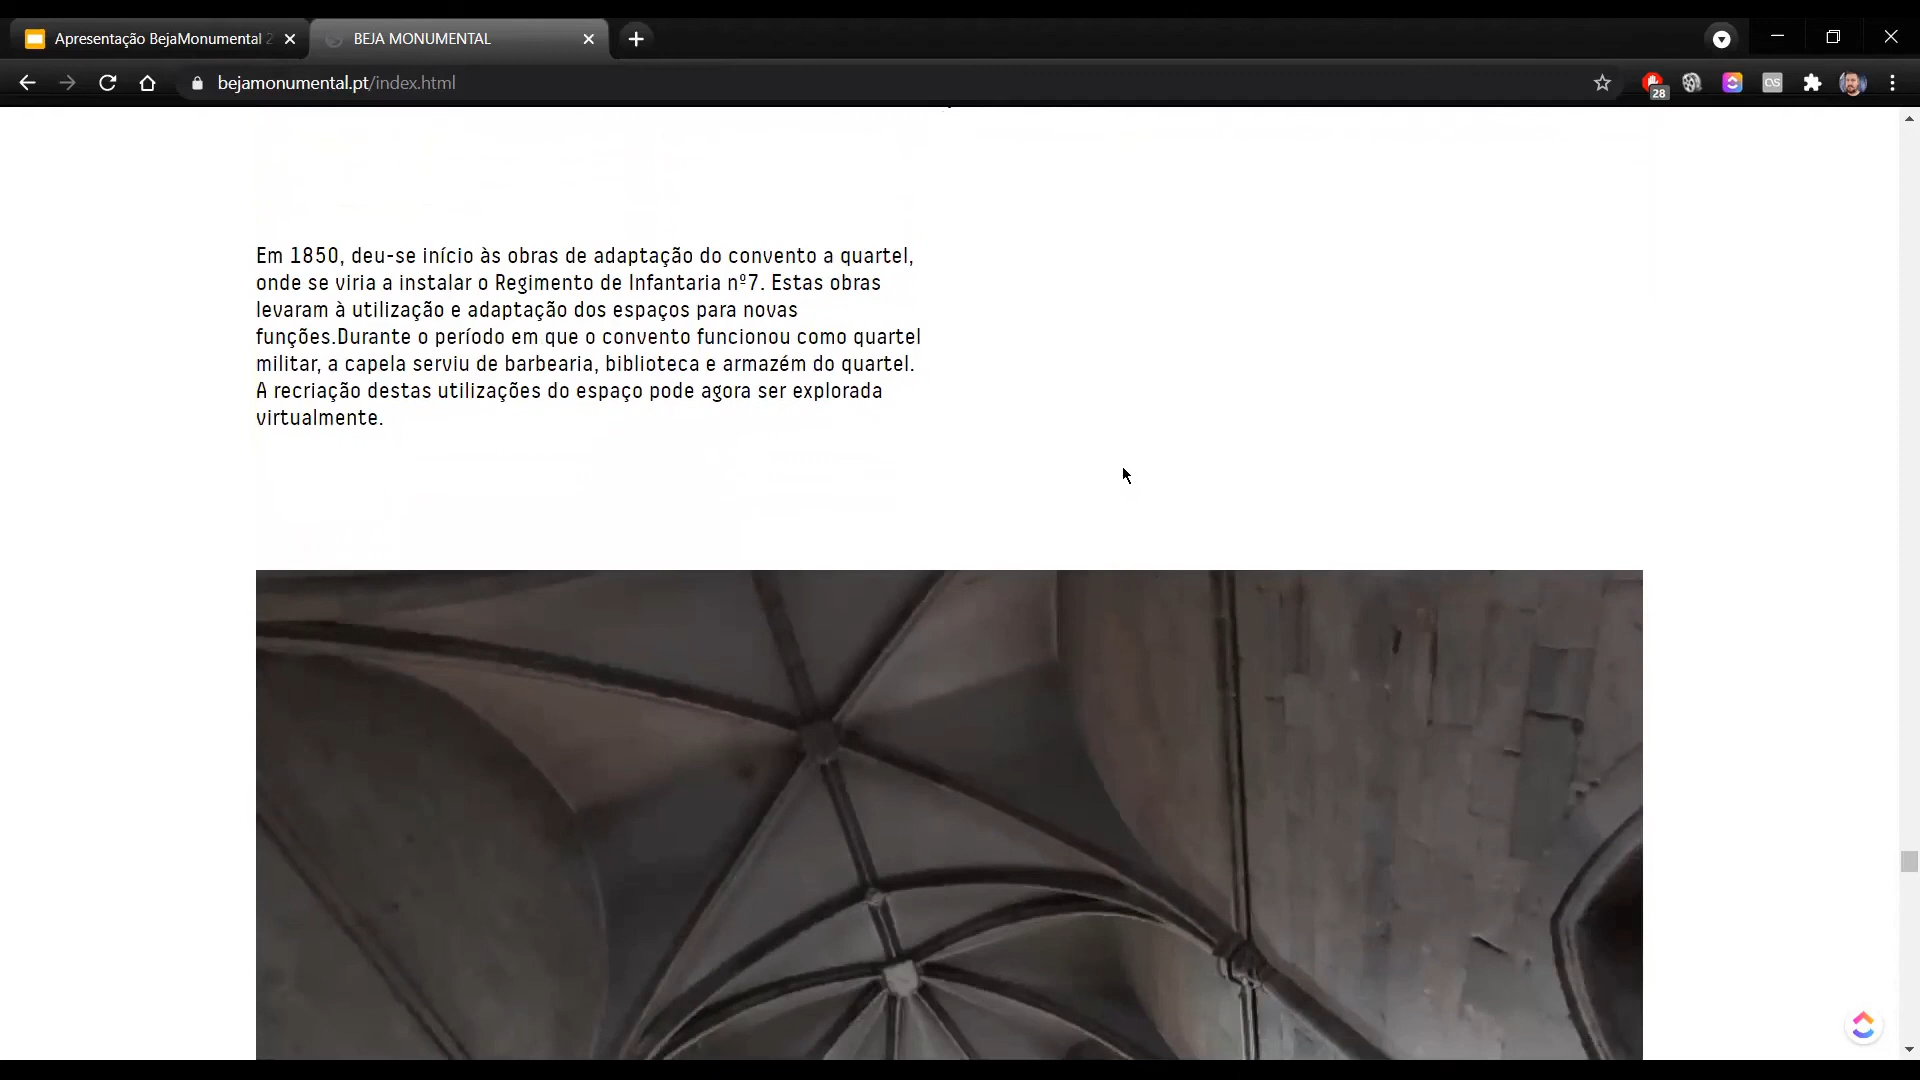 Apresentação BejaMonumental 2
BEJA MONUMENTAL
bejamonumental.pt/index.html
28
Em 1850, deu-se início às obras de adaptação do convento a quartel,
onde se viria a instalar o Regimento de Infantaria nº7. Estas obras
levaram à utilização e adaptação dos espaços para novas
funções.Durante o período em que o convento funcionou como quartel
militar, a capela serviu de barbearia, biblioteca e armazém do quartel.
A recriação destas utilizações do espaço pode agora ser explorada
virtualmente.